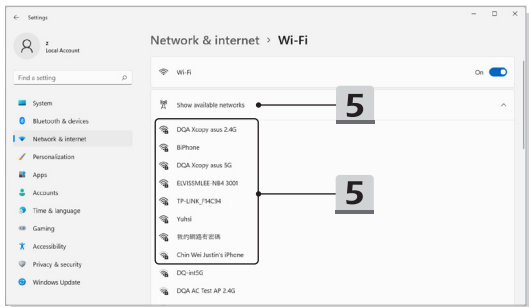 Settings
z
Local Account
Find a setting
System
Bluetooth & devices
Network & internet
Personalization
Apps
Accounts
Time & language
Gaming
Accessibility
Privacy & security
Windows Update
Network & internet > Wi-Fi
Wi-Fi
On
Show available networks
5
DQA Xcopy asus 2.4G
BiPhone
DQA Xcopy asus 5G
ELVISSMLEE-NB4 3001
TP-LINK_F14C94
5
Yuhsi
我的網路有密碼
Chin Wei Justin's iPhone
DQ-int5G
DQA AC Test AP 2.4G